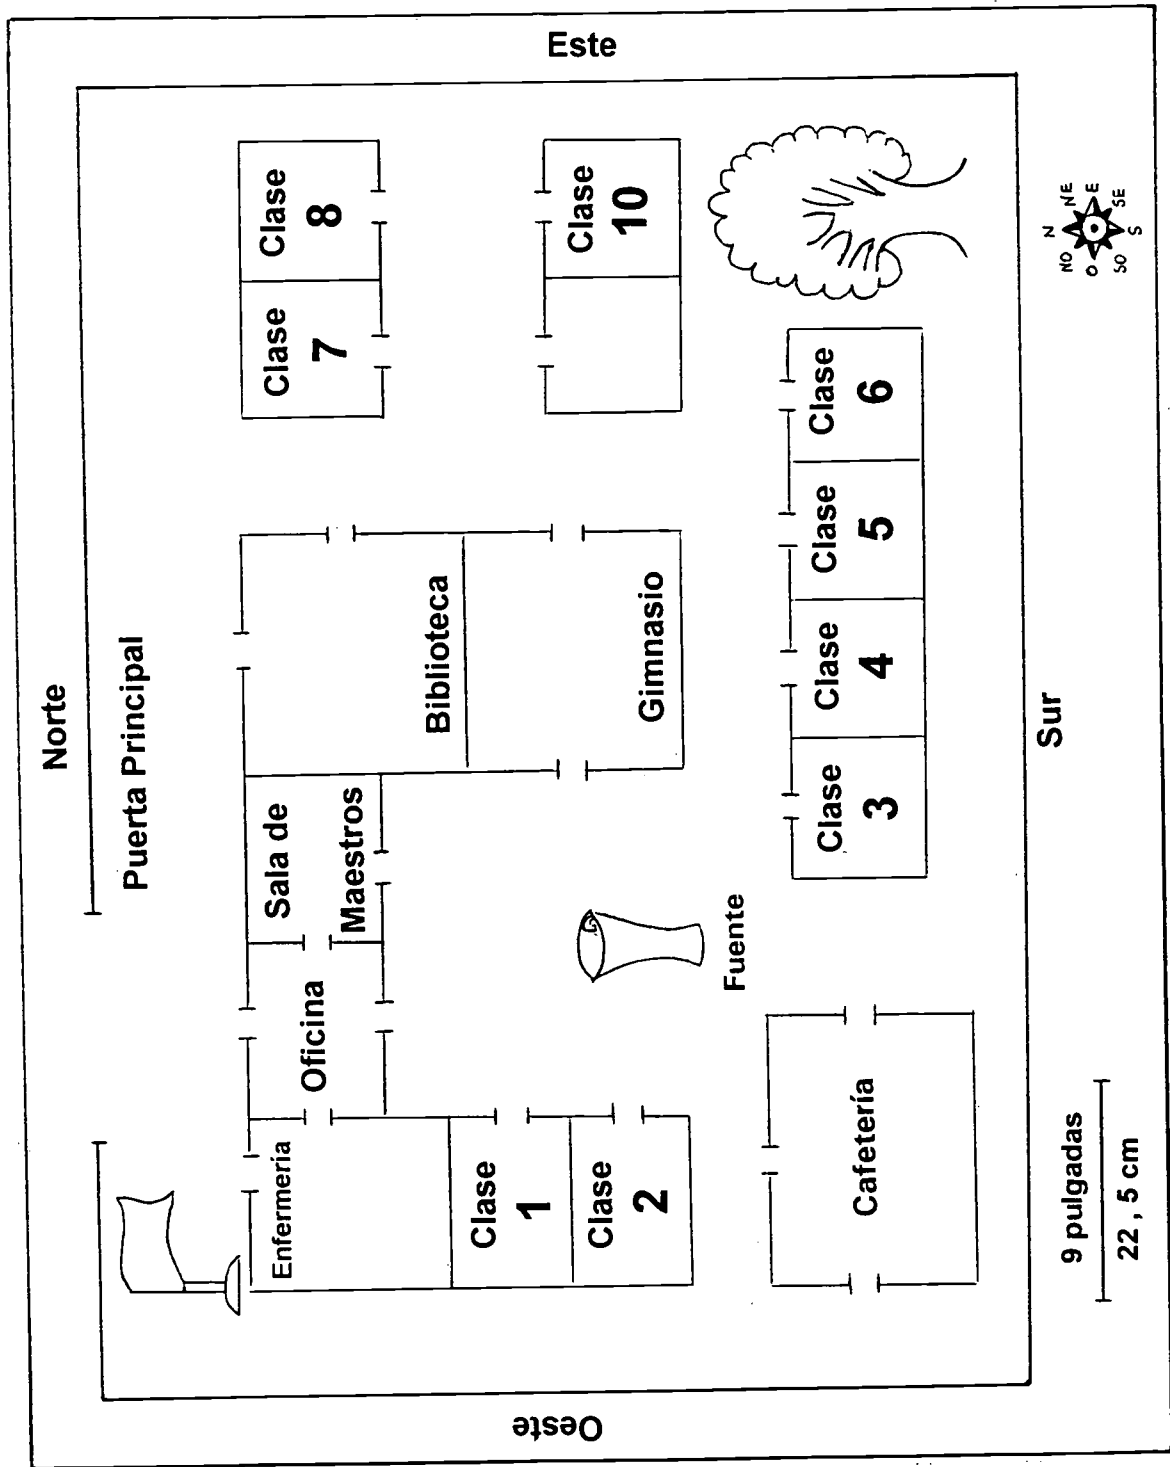 Norte
Puerta Principal
Oeste
Este
Enfermería
Oficina
Sala de
Maestros
Biblioteca
Gimnasio
Clase
7
Clase
8
Clase
1
Clase
2
Clase
10
Fuente
Cafetería
Clase
3
Clase
4
Clase
5
Clase
6
Sur
9 pulgadas
22 , 5 cm
N
NE
E
SE
S
SO
O
NO